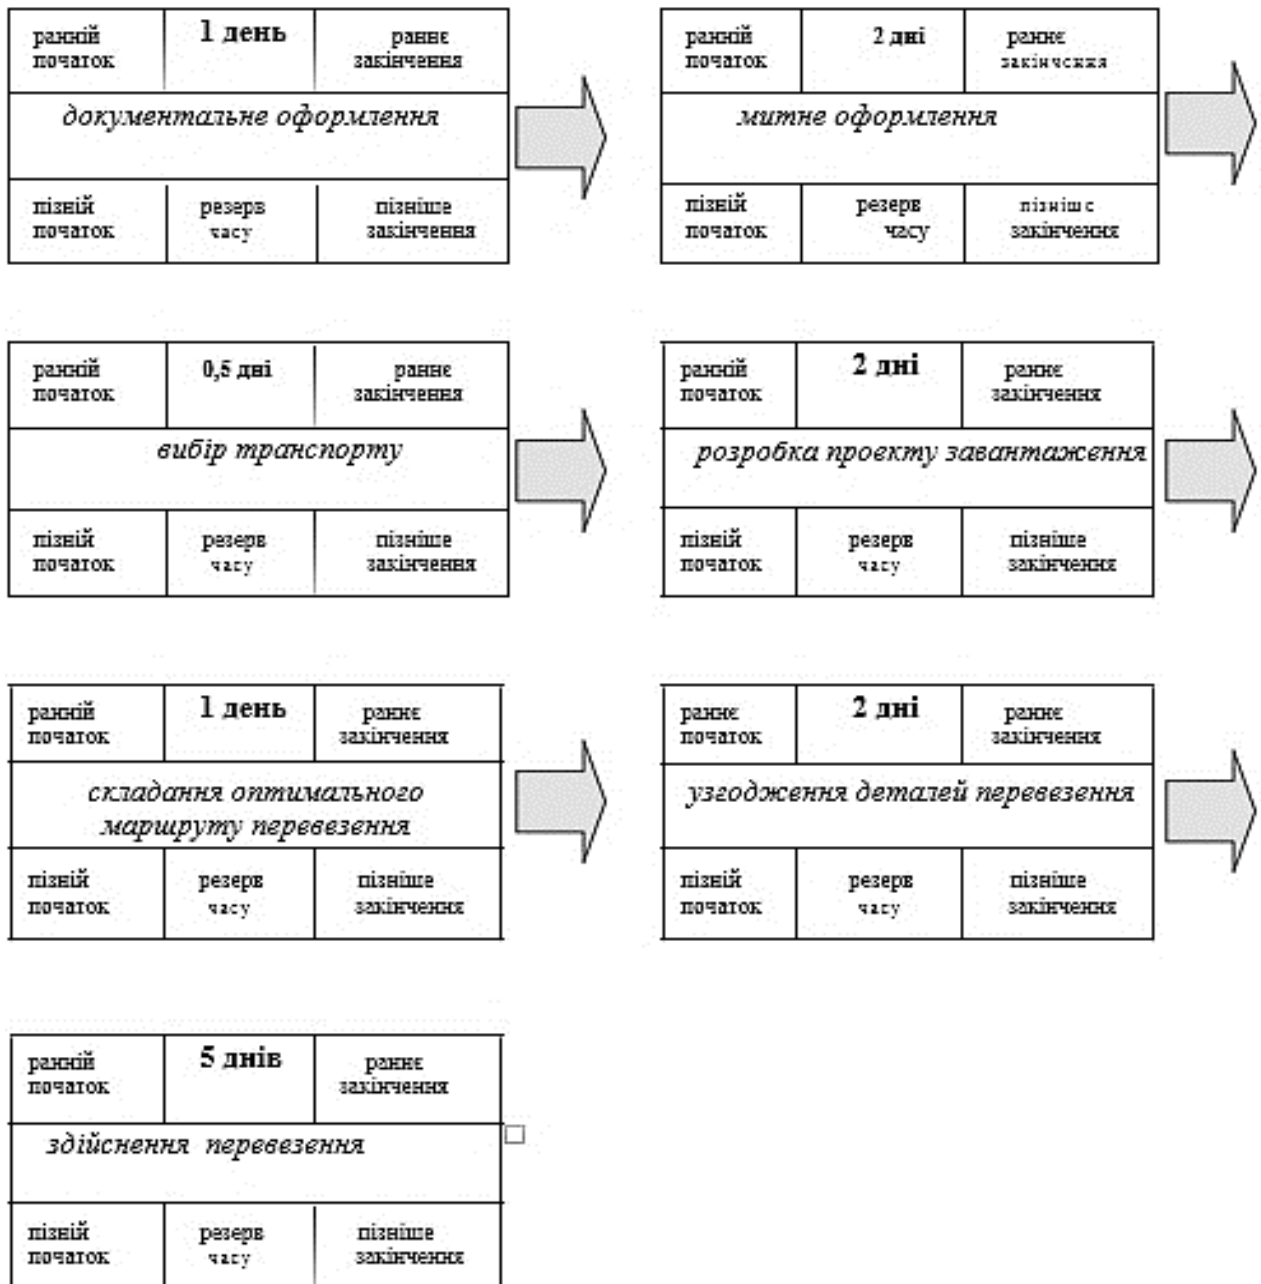 ранній
початок
1 день
раннє
закінчення
документальне оформлення
пізній
початок
резерв
часу
пізніше
закінчення
ранній
початок
2 дні
раннє
закінчення
митне оформлення
пізній
початок
резерв
часу
пізніше
закінчення
ранній
початок
0,5 дні
раннє
закінчення
вибір транспорту
пізній
початок
резерв
часу
пізніше
закінчення
ранній
початок
2 дні
раннє
закінчення
розробка проекту завантаження
пізній
початок
резерв
часу
пізніше
закінчення
ранній
початок
1 день
раннє
закінчення
складання оптимального
маршруту перевезення
пізній
початок
резерв
часу
пізніше
закінчення
раннє
початок
2 дні
раннє
закінчення
узгодження деталей перевезення
пізній
початок
резерв
часу
пізніше
закінчення
ранній
початок
5 днів
раннє
закінчення
здійснення перевезення
пізній
початок
резерв
часу
пізніше
закінчення